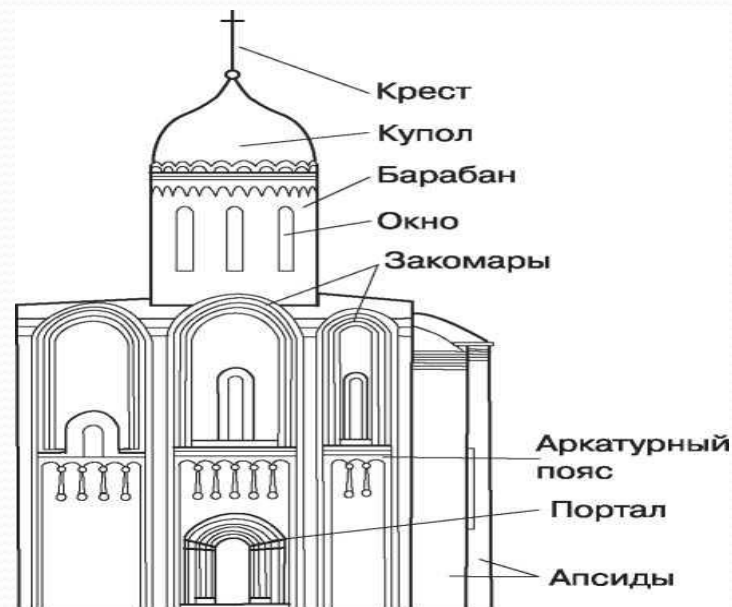 Крест
Купол
Барабан
Окно
Закомары
Аркатурный
пояс
Портал
Апсиды